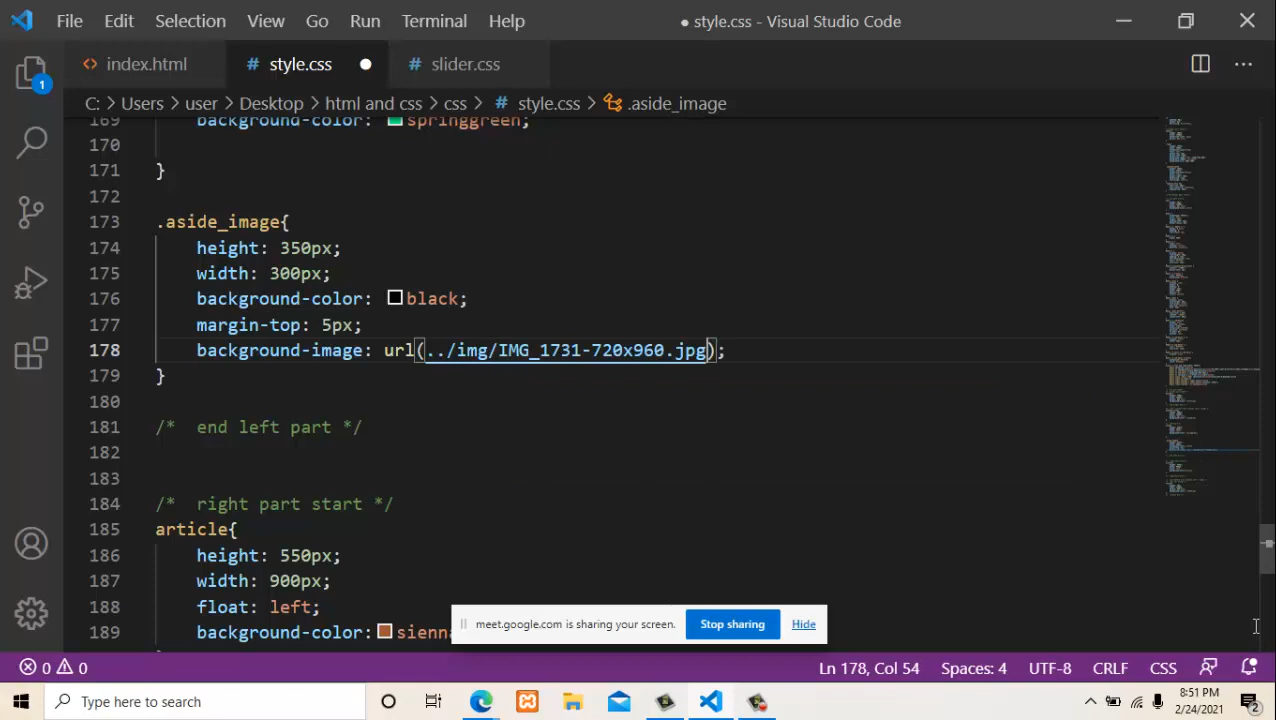 File Edit Selection View Go Run Terminal Help ● style.css - Visual Studio Code
<> index.html # style.css ● # slider.css
C: > Users > user > Desktop > html and css > css > # style.css > .aside_image
1
169 background-color: springgreen;
170
171 }
172
173 .aside_image{
174 height: 350px;
175 width: 300px;
176 background-color: black;
177 margin-top: 5px;
178 background-image: url(../img/IMG_1731-720x960.jpg);
179 }
180
181 /* end left part */
182
183
184 /* right part start */
185 article{
186 height: 550px;
187 width: 900px;
188 float: left;
189 background-color: sienn
meet.google.com is sharing your screen. Stop sharing Hide
0 0 Ln 178, Col 54 Spaces: 4 UTF-8 CRLF CSS
Type here to search
8:51 PM
2/24/2021
2